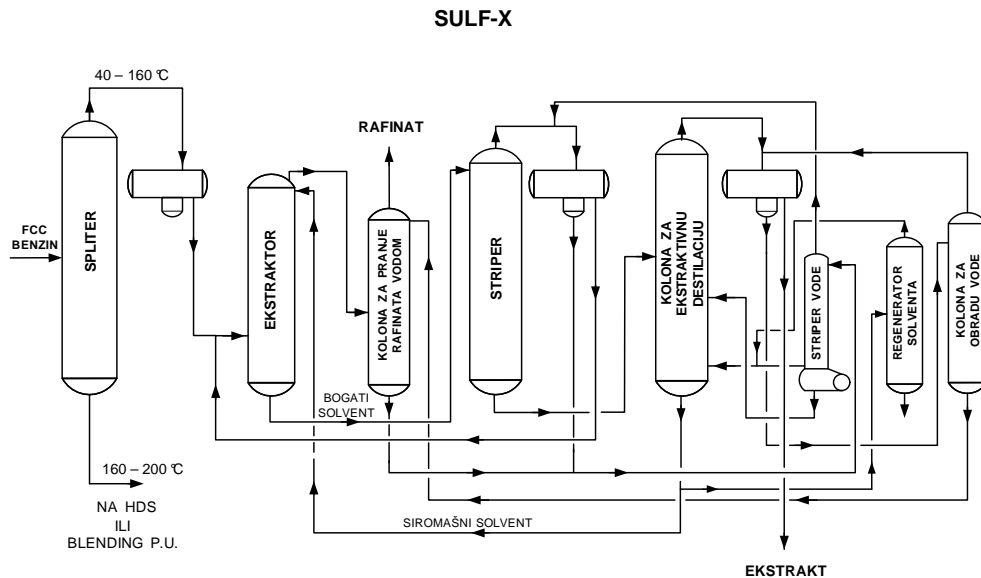 SULF-X
40 – 160 °C
RAFINAT
FCC
BENZIN
SPLITER
EKSTRAKTOR
KOLONA ZA PRANJE
RAFINATA VODOM
STRIPER
KOLONA ZA
EKSTRAKTIVNU
DESTILACIJU
STRIPER VODE
REGENERATOR
SOLVENTA
KOLONA ZA
OBRADU VODE
BOGATI
SOLVENT
160 – 200 °C
NA HDS
ILI
BLENDING P.U.
SIROMAŠNI SOLVENT
EKSTRAKT